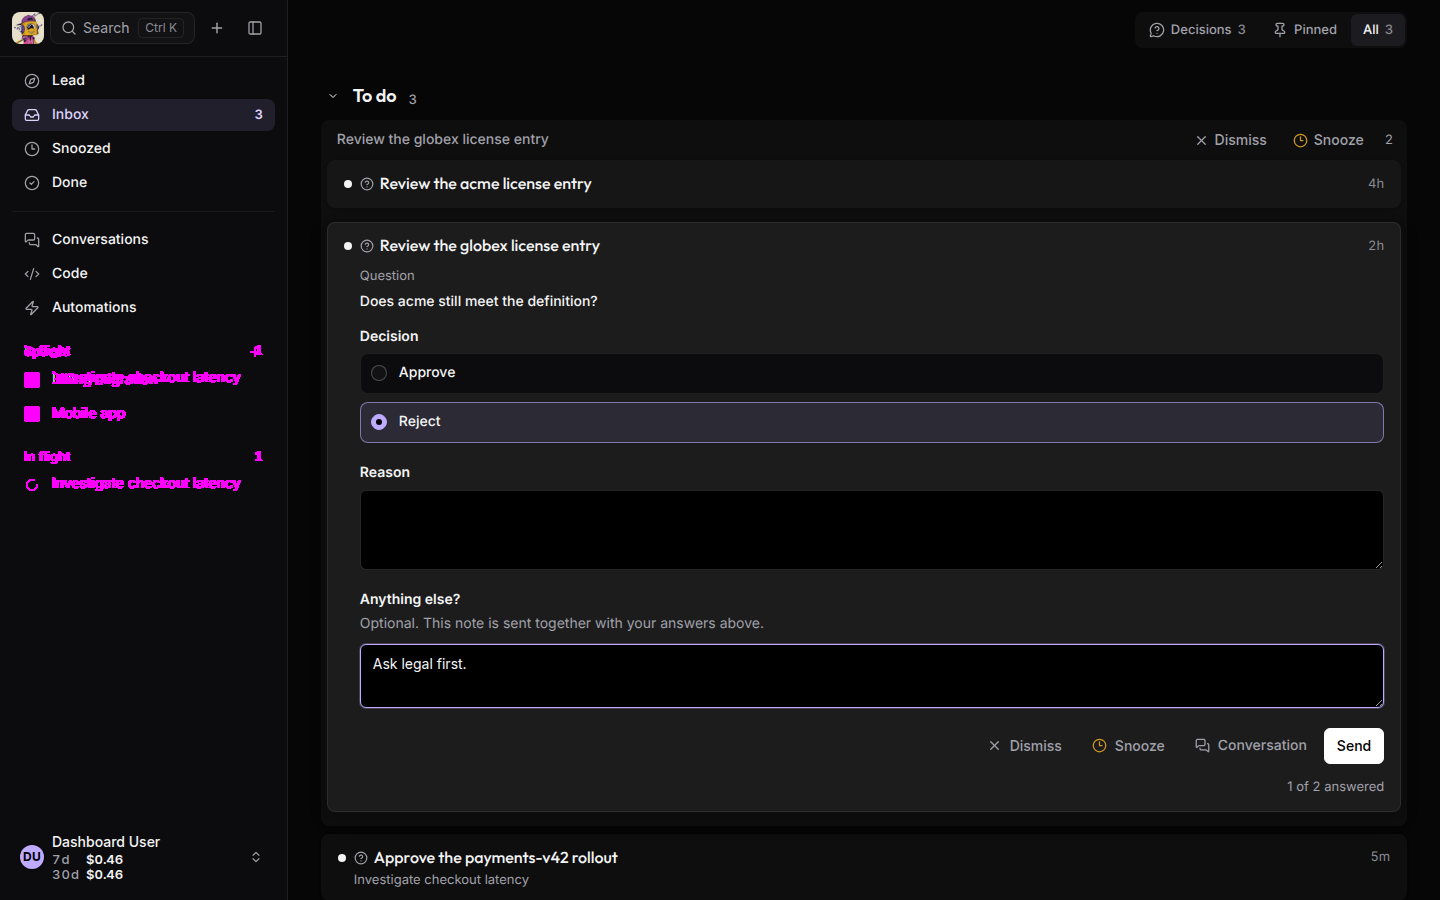 Search Ctrl K
Decisions 3
Pinned
All 3
Lead
Inbox 3
Snoozed
Done
Conversations
Code
Automations
checkout latency
Mobile app
In flight 1
Investigate checkout latency
Dashboard User
7d $0.46
30d $0.46
DU
To do 3
Review the globex license entry
Dismiss
Snooze
2
Review the acme license entry 4h
Review the globex license entry 2h
Question
Does acme still meet the definition?
Decision
Approve
Reject
Reason
Anything else?
Optional. This note is sent together with your answers above.
Ask legal first.
Dismiss
Snooze
Conversation
Send
1 of 2 answered
Approve the payments-v42 rollout 5m
Investigate checkout latency